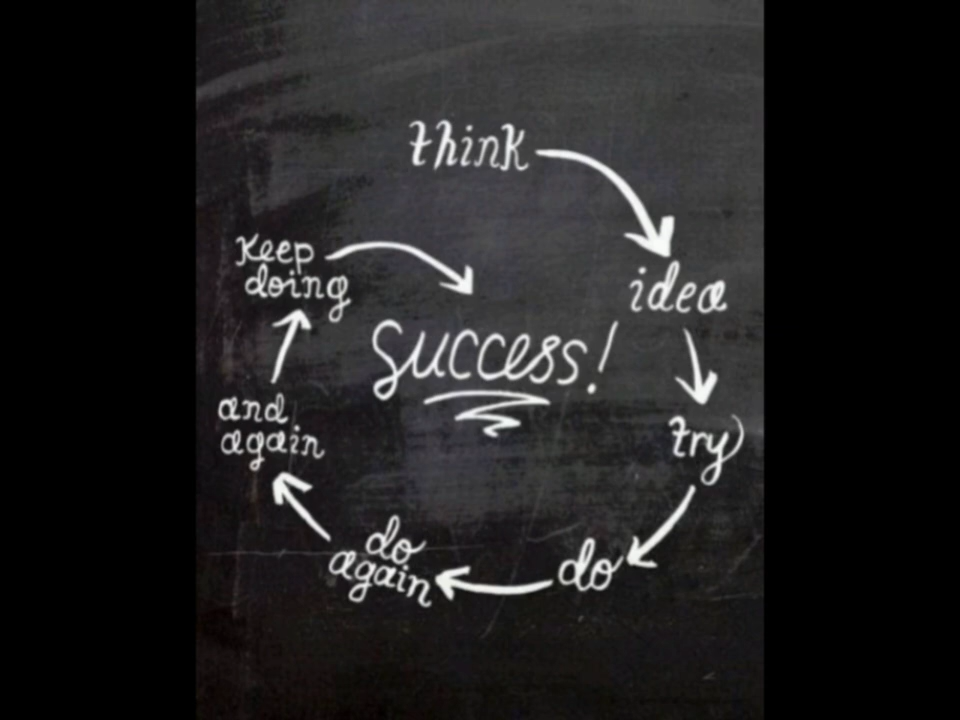 think
idea
try
do
do
again
and
again
keep
doing
success!